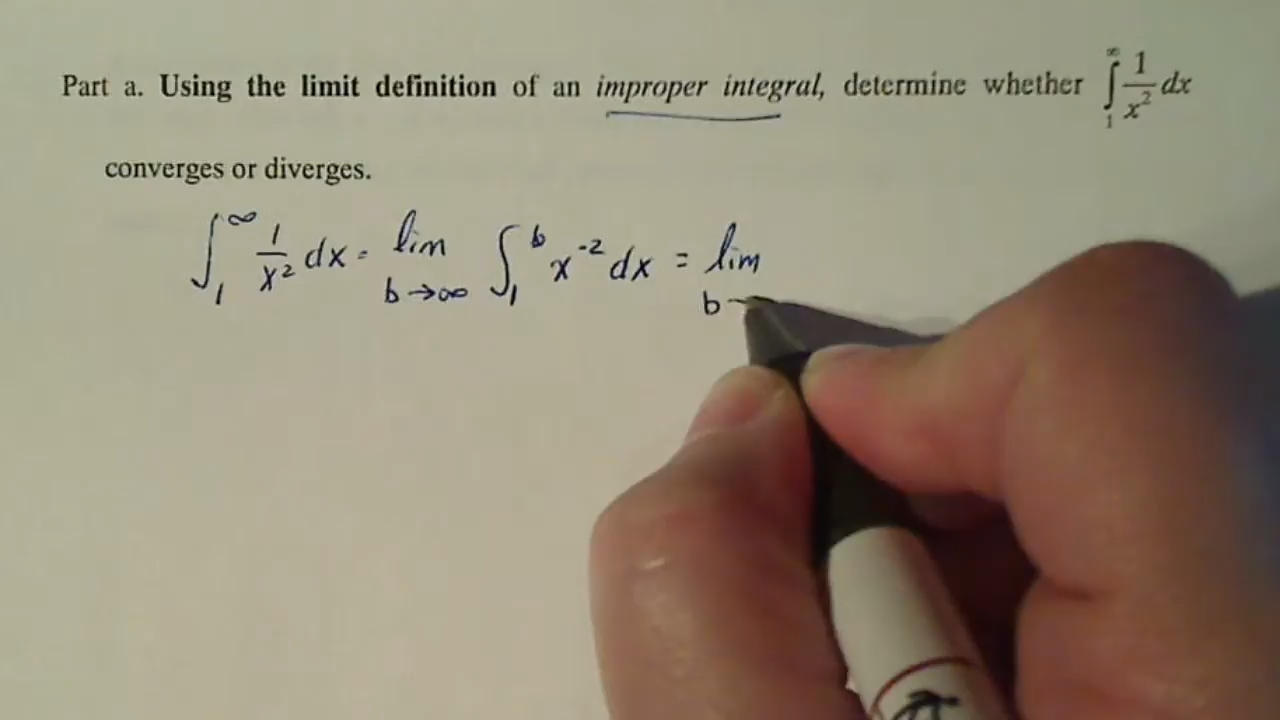 Part a. Using the limit definition of an improper integral, determine whether ∫₁^∞ 1/x² dx
converges or diverges.
∫₁^∞ 1/x² dx = lim b→∞ ∫₁^b x⁻² dx = lim b→